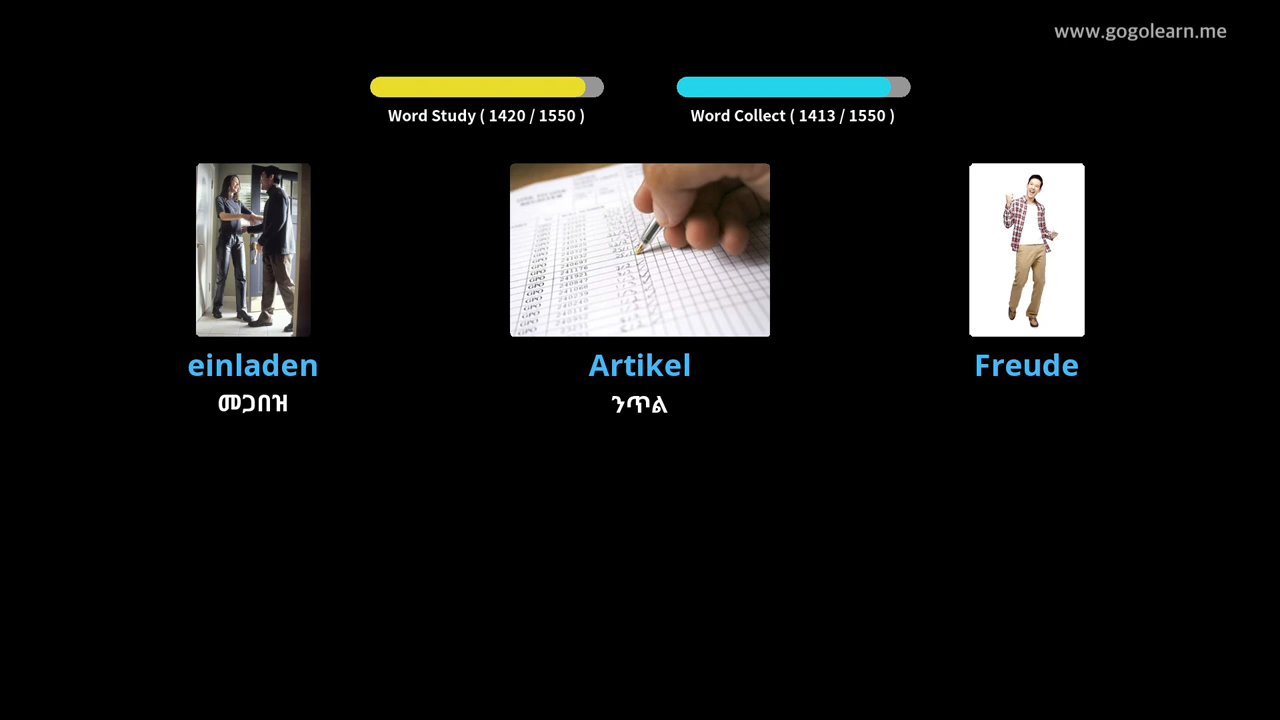 www.gogolearn.me
Word Study ( 1420 / 1550 )
Word Collect ( 1413 / 1550 )
einladen
Artikel
Freude
መጋበዝ
ንጥል